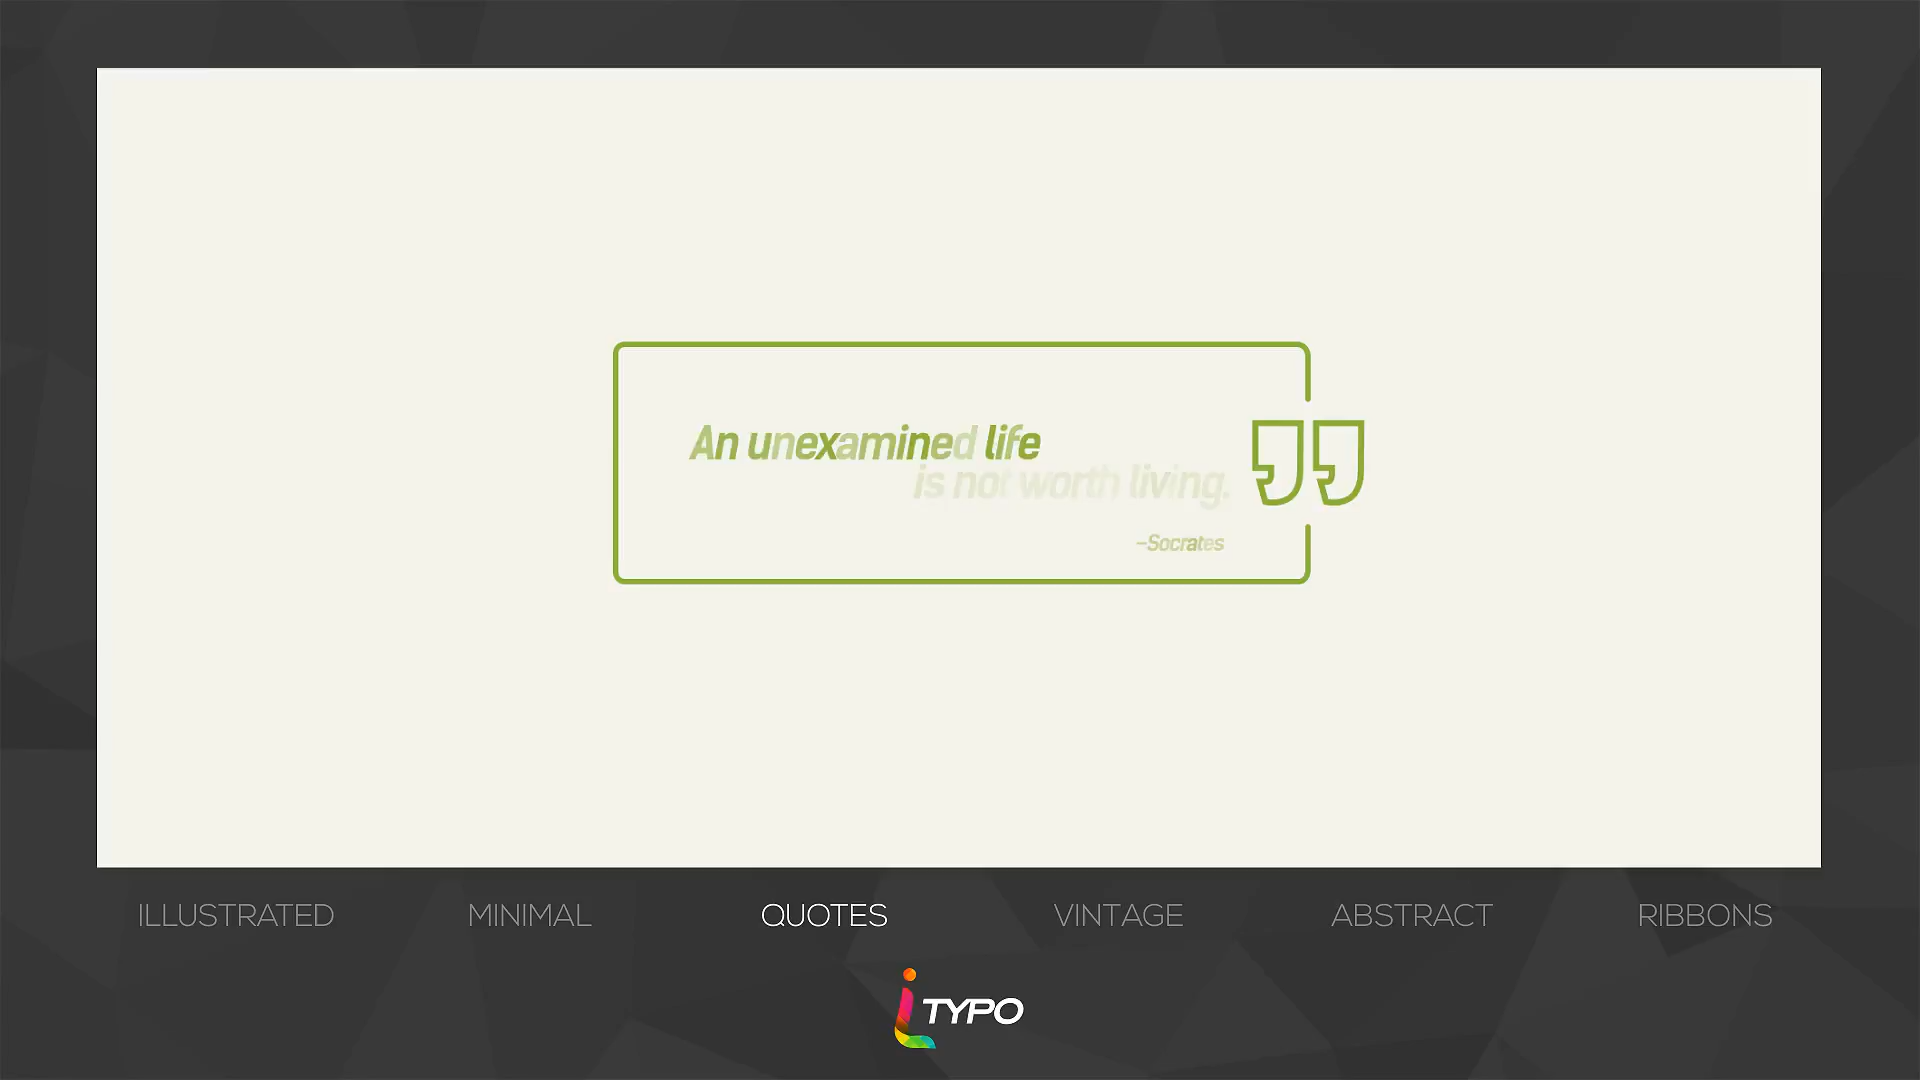 An unexamined life
is not worth living.
–Socrates
ILLUSTRATED
MINIMAL
QUOTES
VINTAGE
ABSTRACT
RIBBONS
i TYPO